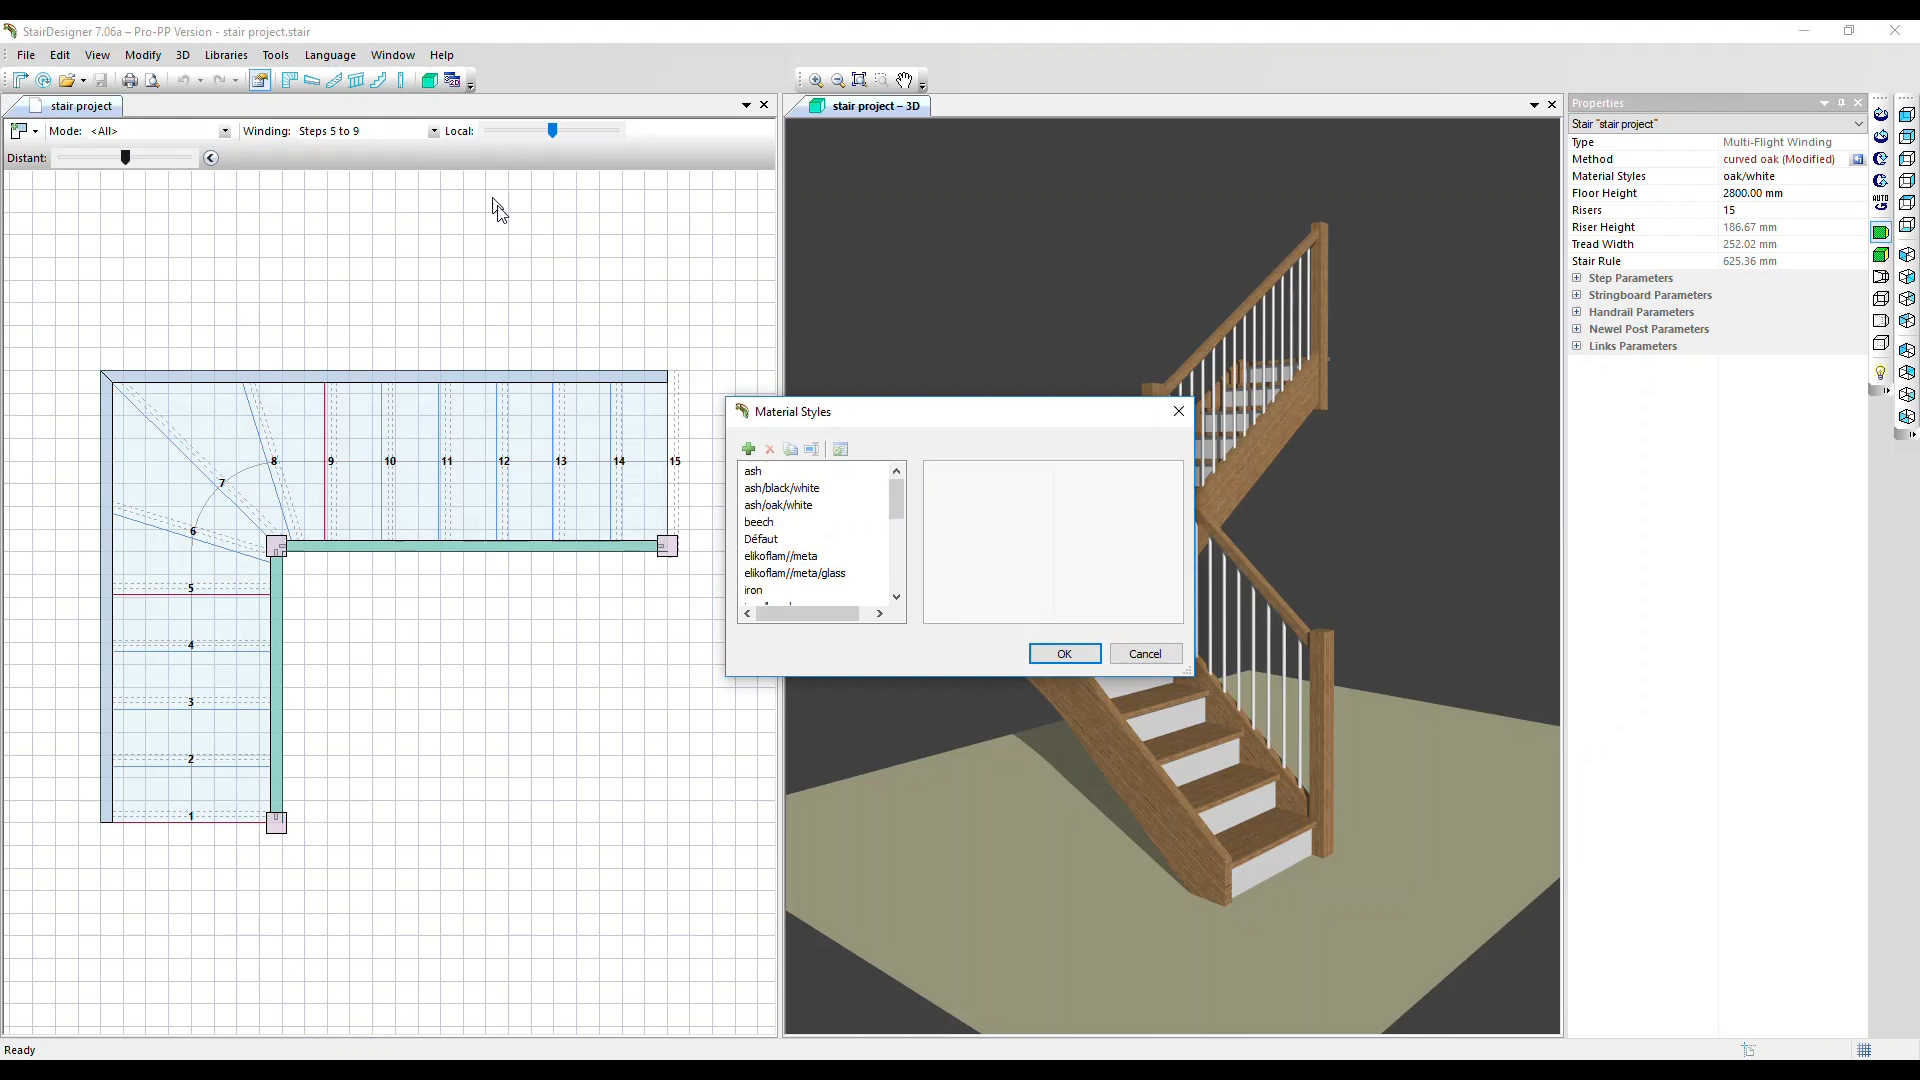 StairDesigner 7.06a – Pro-PP Version - stair project.stair
File Edit View Modify 3D Libraries Tools Language Window Help
stair project
stair project – 3D
Mode: <All> Winding: Steps 5 to 9 Local:
Distant:
8
9
10
11
12
13
14
15
7
6
5
4
3
2
1
Material Styles
ash
ash/black/white
ash/oak/white
beech
Défaut
elikoflam//meta
elikoflam//meta/glass
iron
OK
Cancel
Properties
Stair "stair project"
Type Multi-Flight Winding
Method curved oak (Modified)
Material Styles oak/white
Floor Height 2800.00 mm
Risers 15
Riser Height 186.67 mm
Tread Width 252.02 mm
Stair Rule 625.36 mm
Step Parameters
Stringboard Parameters
Handrail Parameters
Newel Post Parameters
Links Parameters
AUTO
Ready